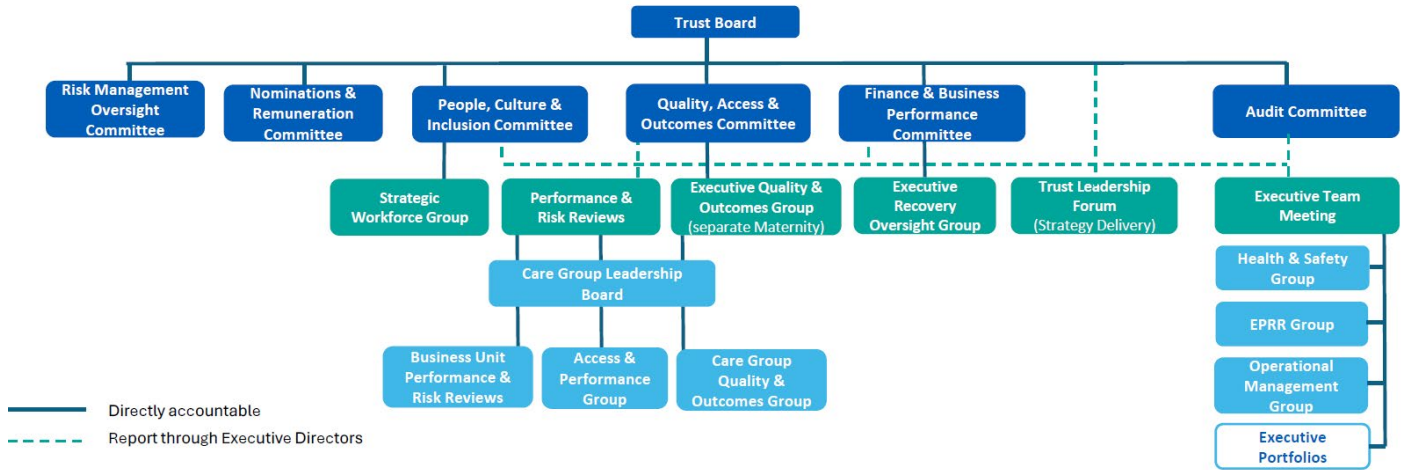 Trust Board
Risk Management
Oversight
Committee
Nominations &
Remuneration
Committee
People, Culture &
Inclusion Committee
Quality, Access &
Outcomes Committee
Finance & Business
Performance
Committee
Audit Committee
Strategic
Workforce Group
Performance &
Risk Reviews
Executive Quality &
Outcomes Group
(separate Maternity)
Executive
Recovery
Oversight Group
Trust Leadership
Forum
(Strategy Delivery)
Executive Team
Meeting
Care Group Leadership
Board
Health & Safety
Group
EPRR Group
Business Unit
Performance &
Risk Reviews
Access &
Performance
Group
Care Group
Quality &
Outcomes Group
Operational
Management
Group
Executive
Portfolios
Directly accountable
Report through Executive Directors